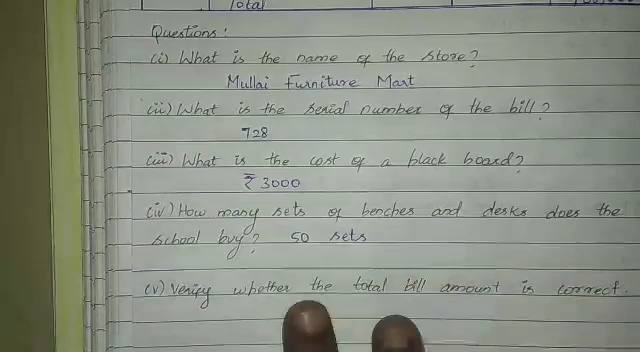 Total
Questions:
(i) What is the name of the store?
Mullai Furniture Mart
(ii) What is the serial number of the bill?
728
(iii) What is the cost of a black board?
₹ 3000
(iv) How many sets of benches and desks does the
school buy? 50 sets
(v) Verify whether the total bill amount is correct.